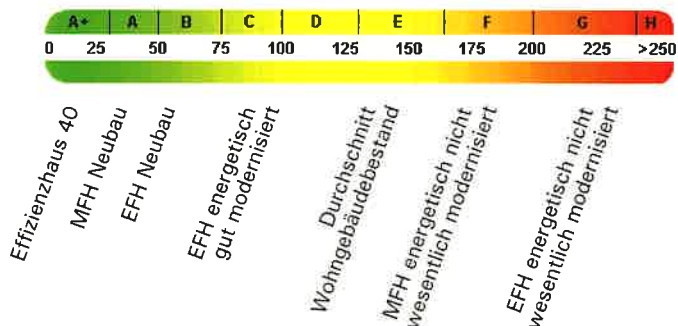 A+ A B C D E F G H
0 25 50 75 100 125 150 175 200 225 >250
Effizienzhaus 40
MFH Neubau
EFH Neubau
EFH energetisch
gut modernisiert
Durchschnitt
Wohngebäudebestand
MFH energetisch nicht
wesentlich modernisiert
EFH energetisch nicht
wesentlich modernisiert